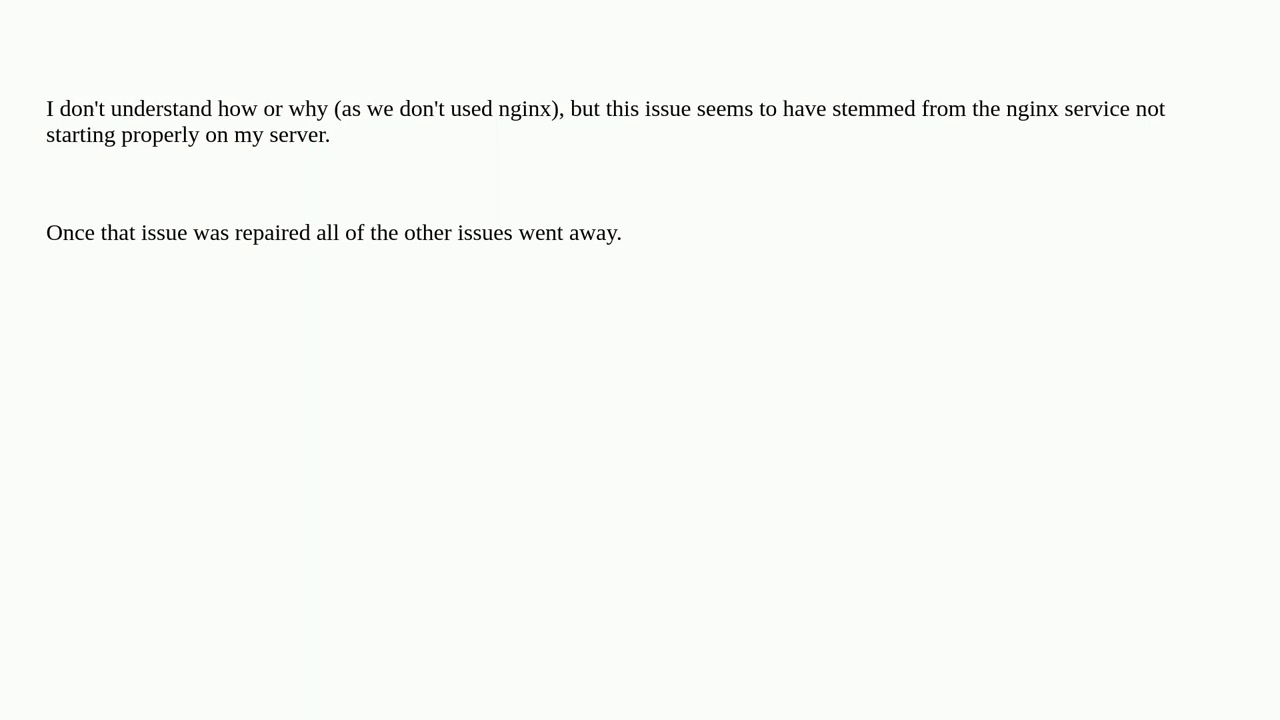 I don't understand how or why (as we don't used nginx), but this issue seems to have stemmed from the nginx service not
starting properly on my server.
Once that issue was repaired all of the other issues went away.